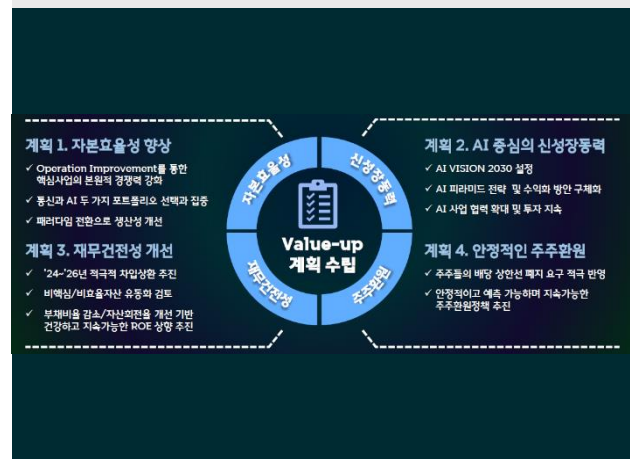 계획 1. 자본효율성 향상
✓ Operation Improvoment를 통한
핵심사업의 본원적 경쟁력 강화
✓ 통신과 AI 두 가지 포트폴리오 선택과 집중
✓ 패러다임 전환으로 생산성 개선
계획 2. AI 중심의 신성장동력
✓ AI VISION 2030 설정
✓ AI 피라미드 전략 및 수익화 방안 구체화
✓ AI 사업 협력 확대 및 투자 지속
자본효율성
신성장동력
Value-up
계획 수립
재무건전성
주주환원
계획 3. 재무건전성 개선
✓ '24~'26년 적극적 차입상환 추진
✓ 비핵심/비효율자산 유동화 검토
✓ 부채비율 감소/자산회전율 개선 기반
건강하고 지속가능한 ROE 상향 추진
계획 4. 안정적인 주주환원
✓ 주주들의 배당 상한선 폐지 요구 적극 반영
✓ 안정적이고 예측 가능하며 지속가능한
주주환원정책 추진